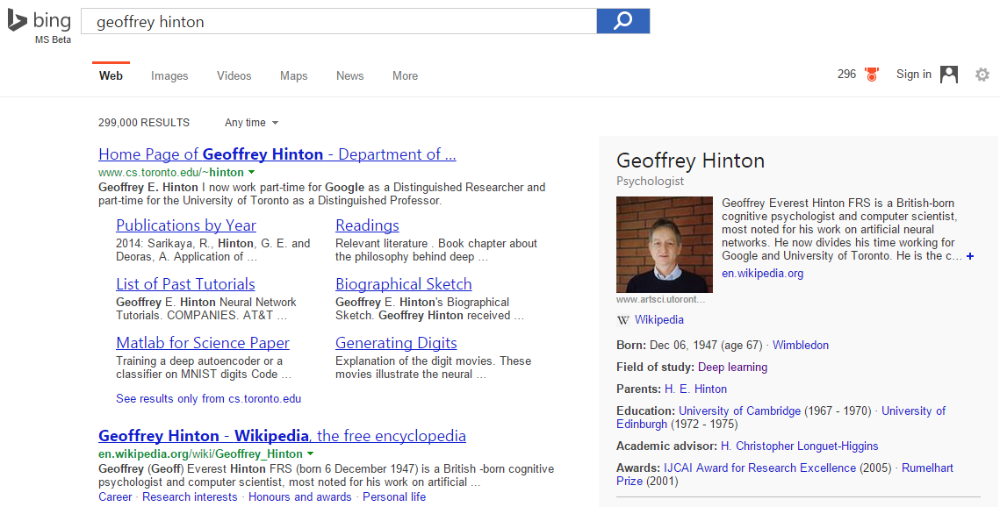 bing
MS Beta
geoffrey hinton
Web Images Videos Maps News More
296 Sign in
299,000 RESULTS Any time
Home Page of Geoffrey Hinton - Department of ...
www.cs.toronto.edu/~hinton
Geoffrey E. Hinton I now work part-time for Google as a Distinguished Researcher and
part-time for the University of Toronto as a Distinguished Professor.
Publications by Year
2014: Sarikaya, R., Hinton, G. E. and
Deoras, A. Application of ...
Readings
Relevant literature . Book chapter about
the philosophy behind deep ...
List of Past Tutorials
Geoffrey E. Hinton Neural Network
Tutorials. COMPANIES. AT&T ...
Biographical Sketch
Geoffrey E. Hinton's Biographical
Sketch. Geoffrey Hinton received ...
Matlab for Science Paper
Training a deep autoencoder or a
classifier on MNIST digits Code ...
Generating Digits
Explanation of the digit movies. These
movies illustrate the neural ...
See results only from cs.toronto.edu
Geoffrey Hinton - Wikipedia, the free encyclopedia
en.wikipedia.org/wiki/Geoffrey_Hinton
Geoffrey (Geoff) Everest Hinton FRS (born 6 December 1947) is a British -born cognitive
psychologist and computer scientist, most noted for his work on artificial ...
Career · Research interests · Honours and awards · Personal life
Geoffrey Hinton
Psychologist
Geoffrey Everest Hinton FRS is a British-born
cognitive psychologist and computer scientist,
most noted for his work on artificial neural
networks. He now divides his time working for
Google and University of Toronto. He is the c... +
en.wikipedia.org
www.artsci.utoront...
W Wikipedia
Born: Dec 06, 1947 (age 67) · Wimbledon
Field of study: Deep learning
Parents: H. E. Hinton
Education: University of Cambridge (1967 - 1970) · University of
Edinburgh (1972 - 1975)
Academic advisor: H. Christopher Longuet-Higgins
Awards: IJCAI Award for Research Excellence (2005) · Rumelhart
Prize (2001)